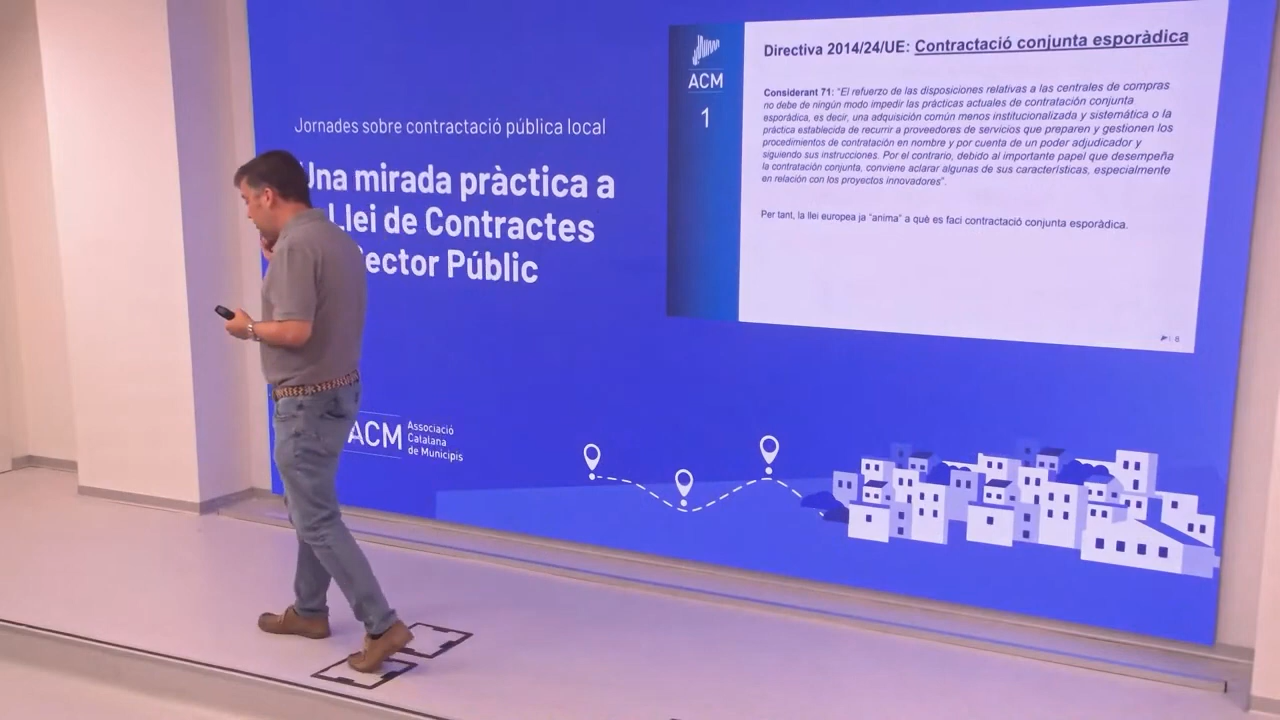 Jornades sobre contractació pública local
Una mirada pràctica a
Llei de Contractes
Sector Públic
ACM
Associació
Catalana
de Municipis
ACM
1
Directiva 2014/24/UE: Contractació conjunta esporàdica
Considerant 71: "El refuerzo de las disposiciones relativas a las centrales de compras
no debe de ningún modo impedir las prácticas actuales de contratación conjunta
esporádica, es decir, una adquisición común menos institucionalizada y sistemática o la
práctica establecida de recurrir a proveedores de servicios que preparen y gestionen los
procedimientos de contratación en nombre y por cuenta de un poder adjudicador y
siguiendo sus instrucciones. Por el contrario, debido al importante papel que desempeña
la contratación conjunta, conviene aclarar algunas de sus características, especialmente
en relación con los proyectos innovadores".
Per tant, la llei europea ja "anima" a què es faci contractació conjunta esporàdica.